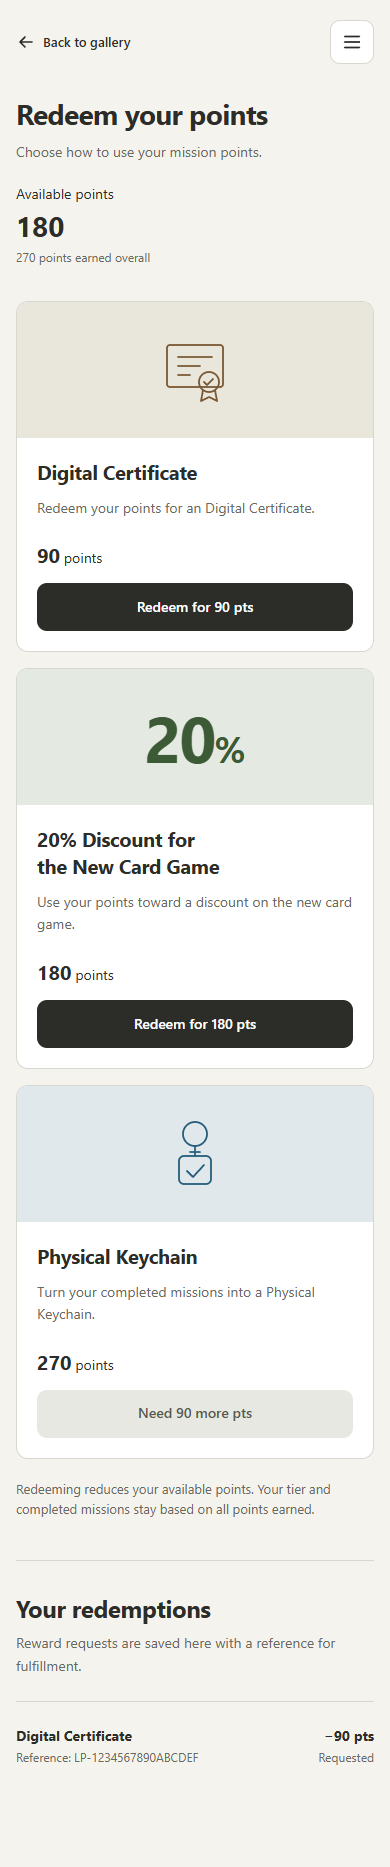 Back to gallery
Redeem your points
Choose how to use your mission points.
Available points
180
270 points earned overall
Digital Certificate
Redeem your points for an Digital Certificate.
90 points
Redeem for 90 pts
20%
20% Discount for
the New Card Game
Use your points toward a discount on the new card
game.
180 points
Redeem for 180 pts
Physical Keychain
Turn your completed missions into a Physical
Keychain.
270 points
Need 90 more pts
Redeeming reduces your available points. Your tier and
completed missions stay based on all points earned.
Your redemptions
Reward requests are saved here with a reference for
fulfillment.
Digital Certificate −90 pts
Reference: LP-1234567890ABCDEF Requested